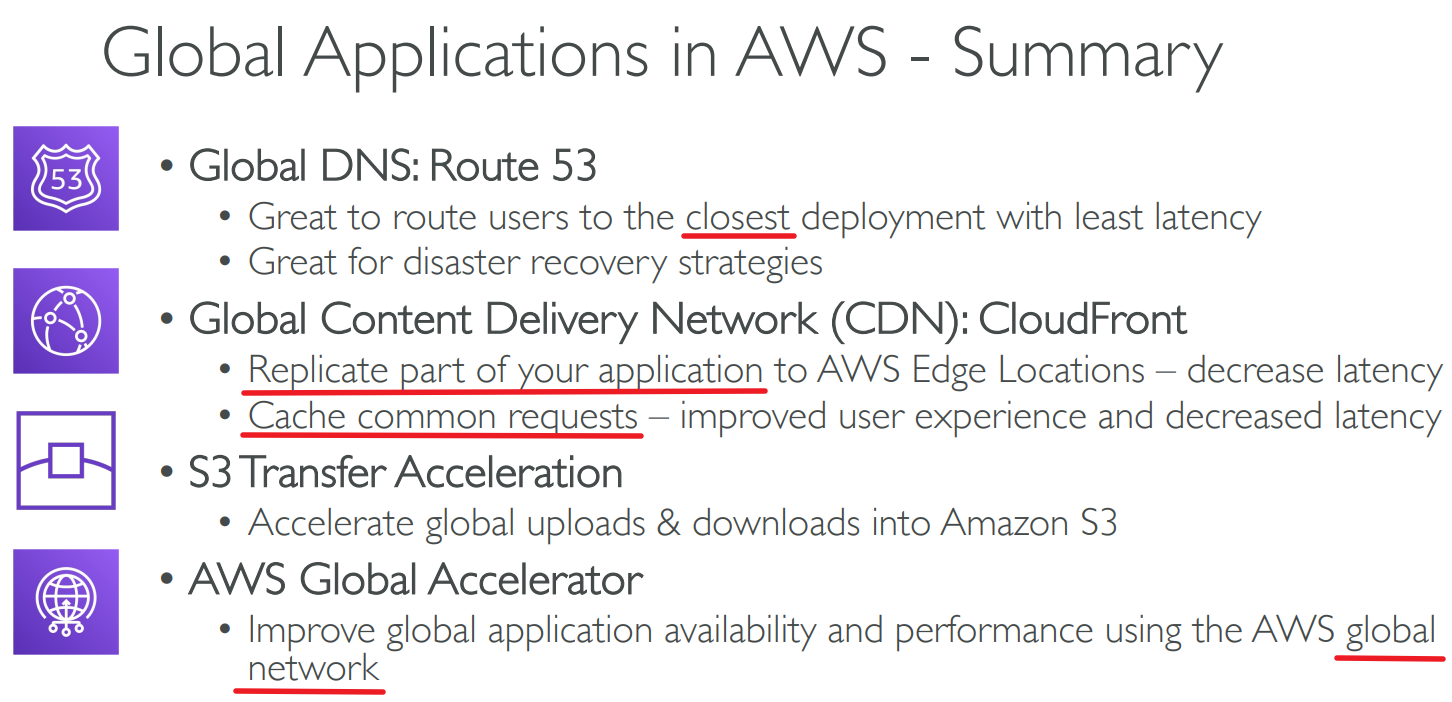 Global Applications in AWS - Summary
53
• Global DNS: Route 53
• Great to route users to the closest deployment with least latency
• Great for disaster recovery strategies
• Global Content Delivery Network (CDN): CloudFront
• Replicate part of your application to AWS Edge Locations – decrease latency
• Cache common requests – improved user experience and decreased latency
• S3 Transfer Acceleration
• Accelerate global uploads & downloads into Amazon S3
• AWS Global Accelerator
• Improve global application availability and performance using the AWS global
network